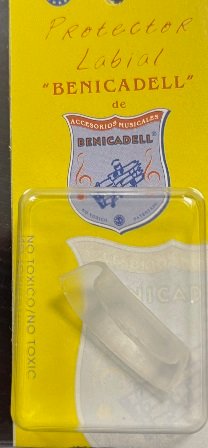 Protector
Labial
"BENICADELL"
de
ACCESORIOS MUSICALES
BENICADELL
NO TOXICO/NO TOXIC